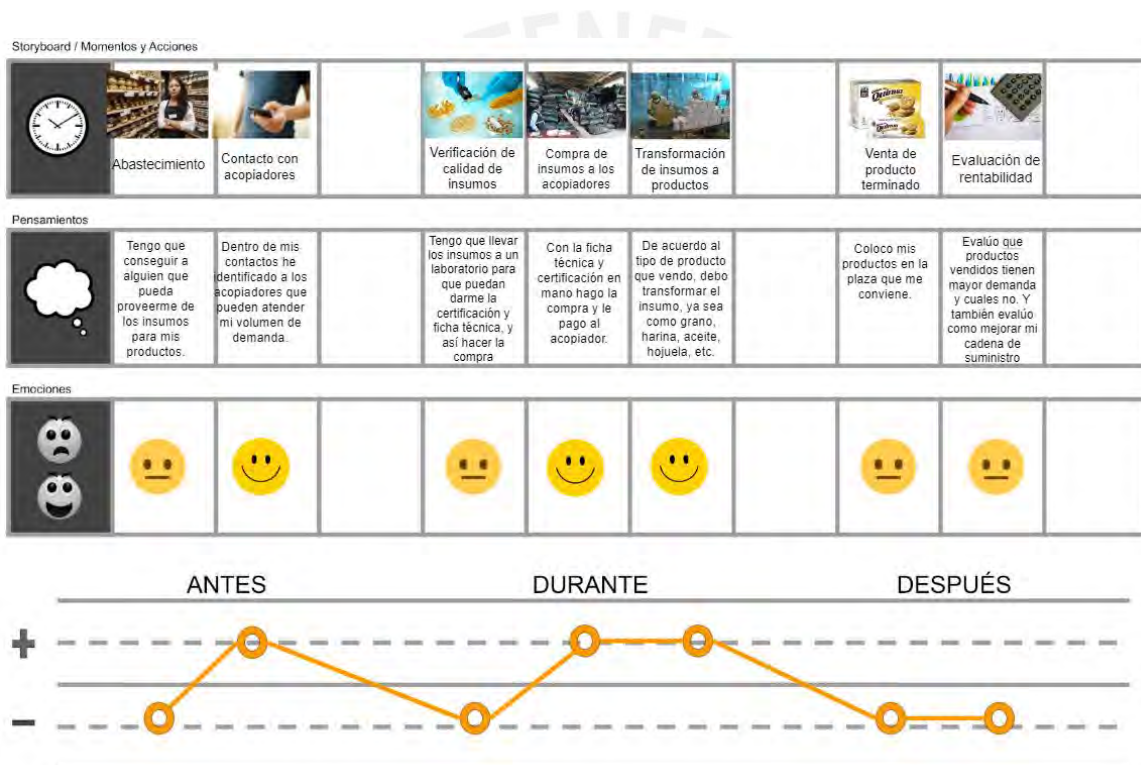 TENE
Storyboard / Momentos y Acciones
Abastecimiento
Contacto con
acopiadores
Verificación de
calidad de
insumos
Compra de
insumos a los
acopiadores
Transformación
de insumos a
productos
Venta de
producto
terminado
Evaluación de
rentabilidad
Pensamientos
Tengo que
conseguir a
alguien que
pueda
proveerme de
los insumos
para mis
productos.
Dentro de mis
contactos he
identificado a los
acopiadores que
pueden atender
mi volumen de
demanda.
Tengo que llevar
los insumos a un
laboratorio para
que puedan
darme la
certificación y
ficha técnica, y
así hacer la
compra
Con la ficha
técnica y
certificación en
mano hago la
compra y le
pago al
acopiador.
De acuerdo al
tipo de producto
que vendo, debo
transformar el
insumo, ya sea
como grano,
harina, aceite,
hojuela, etc.
Coloco mis
productos en la
plaza que me
conviene.
Evalúo que
productos
vendidos tienen
mayor demanda
y cuales no. Y
también evalúo
como mejorar mi
cadena de
suministro
Emociones
ANTES
DURANTE
DESPUÉS
+
−